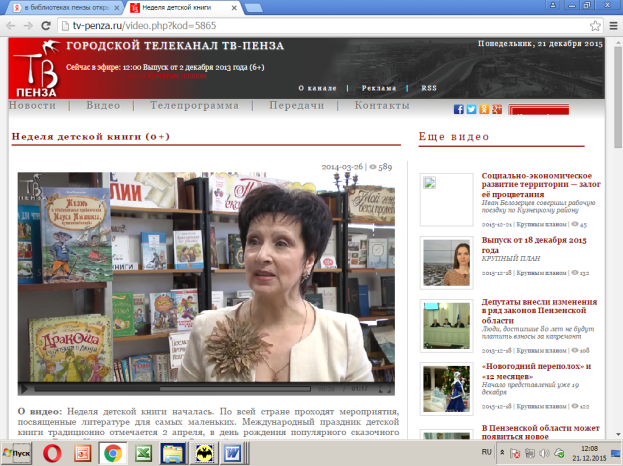 в библиотеках пензы откры
Неделя детской книги
tv-penza.ru/video.php?kod=5865
ГОРОДСКОЙ ТЕЛЕКАНАЛ ТВ-ПЕНЗА
Понедельник, 21 декабря 2015
Сейчас в эфире: 12:00 Выпуск от 2 декабря 2013 года (6+)
ТВ
ПЕНЗА
О канале | Реклама | RSS
Новости | Видео | Телепрограмма | Передачи | Контакты
Неделя детской книги (0+)
Еще видео
2014-03-26 | 589
ТВ
ПЕНЗА
ДРАКОША
О видео: Неделя детской книги началась. По всей стране проходят мероприятия,
посвященные литературе для самых маленьких. Международный праздник детской
книги традиционно отмечается 2 апреля, в день рождения популярного сказочного
Социально-экономическое
развитие территории — залог
её процветания
Иван Белозерцев совершил рабочую
поездку по Кузнецкому району
2015-12-21 | Крупным планом | 45
Выпуск от 18 декабря 2015
года
КРУПНЫЙ ПЛАН
2015-12-18 | Крупным планом | 132
Депутаты внесли изменения
в ряд законов Пензенской
области
Люди, достигшие 80 лет не будут
платить взносы за капремонт
2015-12-18 | Крупным планом | 108
«Новогодний переполох» и
«12 месяцев»
Начало представлений уже 19
декабря
2015-12-18 | Крупным планом | 122
В Пензенской области может
появиться новое
Пуск
RU
12:08
21.12.2015